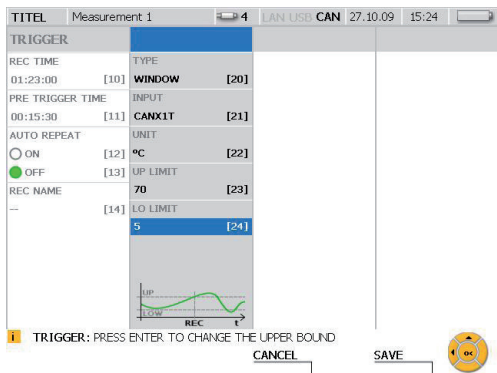 TITEL Measurement 1 4 LAN USB CAN 27.10.09 15:24
TRIGGER
REC TIME
01:23:00 [10]
PRE TRIGGER TIME
00:15:30 [11]
AUTO REPEAT
ON [12]
OFF [13]
REC NAME
-- [14]
TYPE
WINDOW [20]
INPUT
CANX1T [21]
UNIT
ºC [22]
UP LIMIT
70 [23]
LO LIMIT
5 [24]
UP
LOW
REC t
i TRIGGER: PRESS ENTER TO CHANGE THE UPPER BOUND
CANCEL SAVE
OK